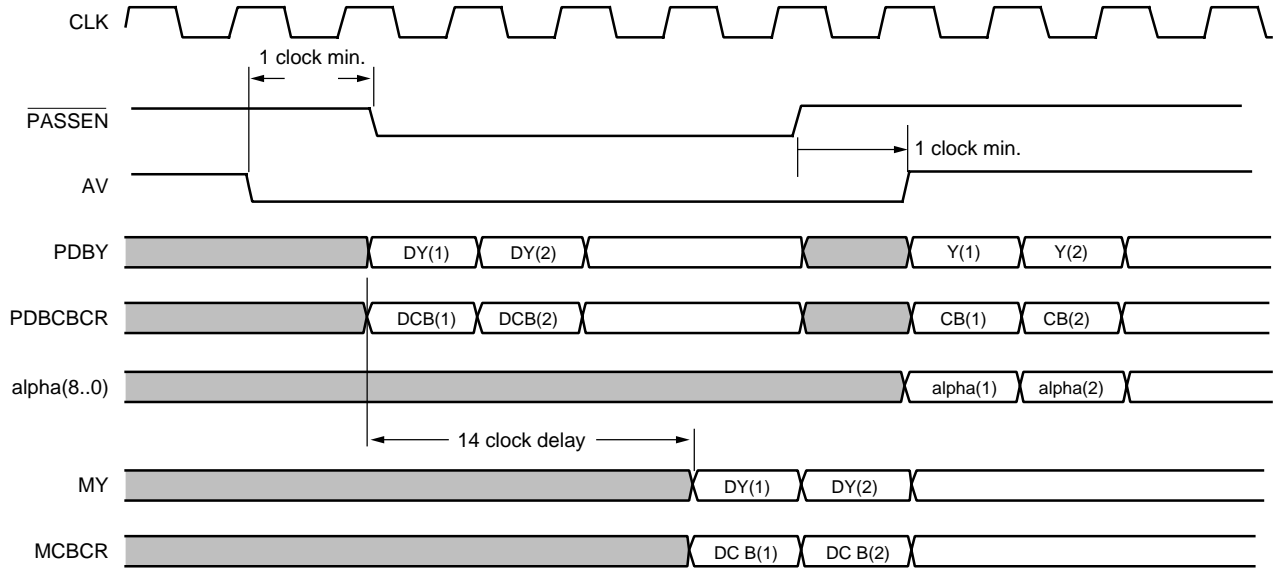 CLK
1 clock min.
PASSEN
1 clock min.
AV
PDBY DY(1) DY(2) Y(1) Y(2)
PDBCBCR DCB(1) DCB(2) CB(1) CB(2)
alpha(8..0) alpha(1) alpha(2)
14 clock delay
MY DY(1) DY(2)
MCBCR DC B(1) DC B(2)